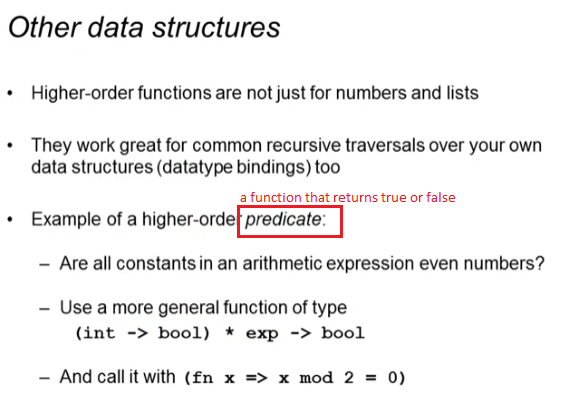 Other data structures
• Higher-order functions are not just for numbers and lists
• They work great for common recursive traversals over your own
data structures (datatype bindings) too
a function that returns true or false
• Example of a higher-order predicate:
– Are all constants in an arithmetic expression even numbers?
– Use a more general function of type
(int -> bool) * exp -> bool
– And call it with (fn x => x mod 2 = 0)